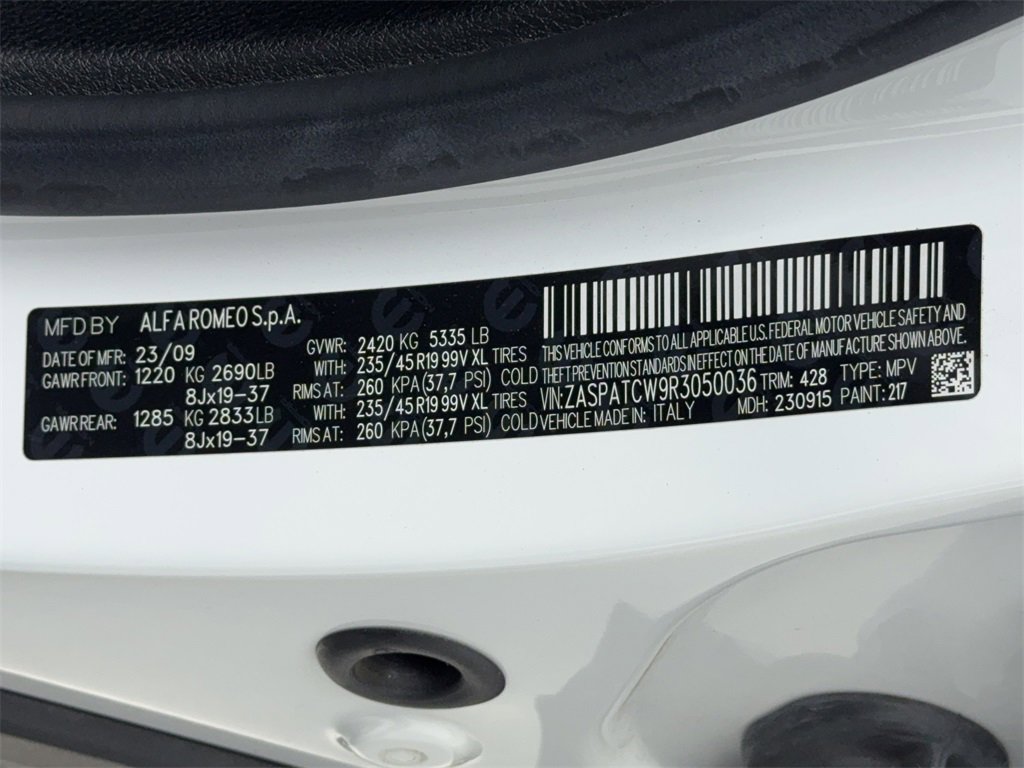 MFD BY ALFA ROMEO S.p.A.
DATE OF MFR: 23/09 GVWR: 2420 KG 5335 LB
GAWR FRONT: 1220 KG 2690LB WITH: 235/45R19 99V XL TIRES
8Jx19-37 RIMS AT: 260 KPA (37,7 PSI) COLD
GAWR REAR: 1285 KG 2833LB WITH: 235/45R19 99V XL TIRES
8Jx19-37 RIMS AT: 260 KPA (37,7 PSI) COLD
THIS VEHICLE CONFORMS TO ALL APPLICABLE U.S. FEDERAL MOTOR VEHICLE SAFETY AND
THEFT PREVENTION STANDARDS IN EFFECT ON THE DATE OF MANUFACTURE SHOWN ABOVE.
VIN: ZASPATCW9R3050036 TRIM: 428 TYPE: MPV
VEHICLE MADE IN: ITALY MDH: 230915 PAINT: 217